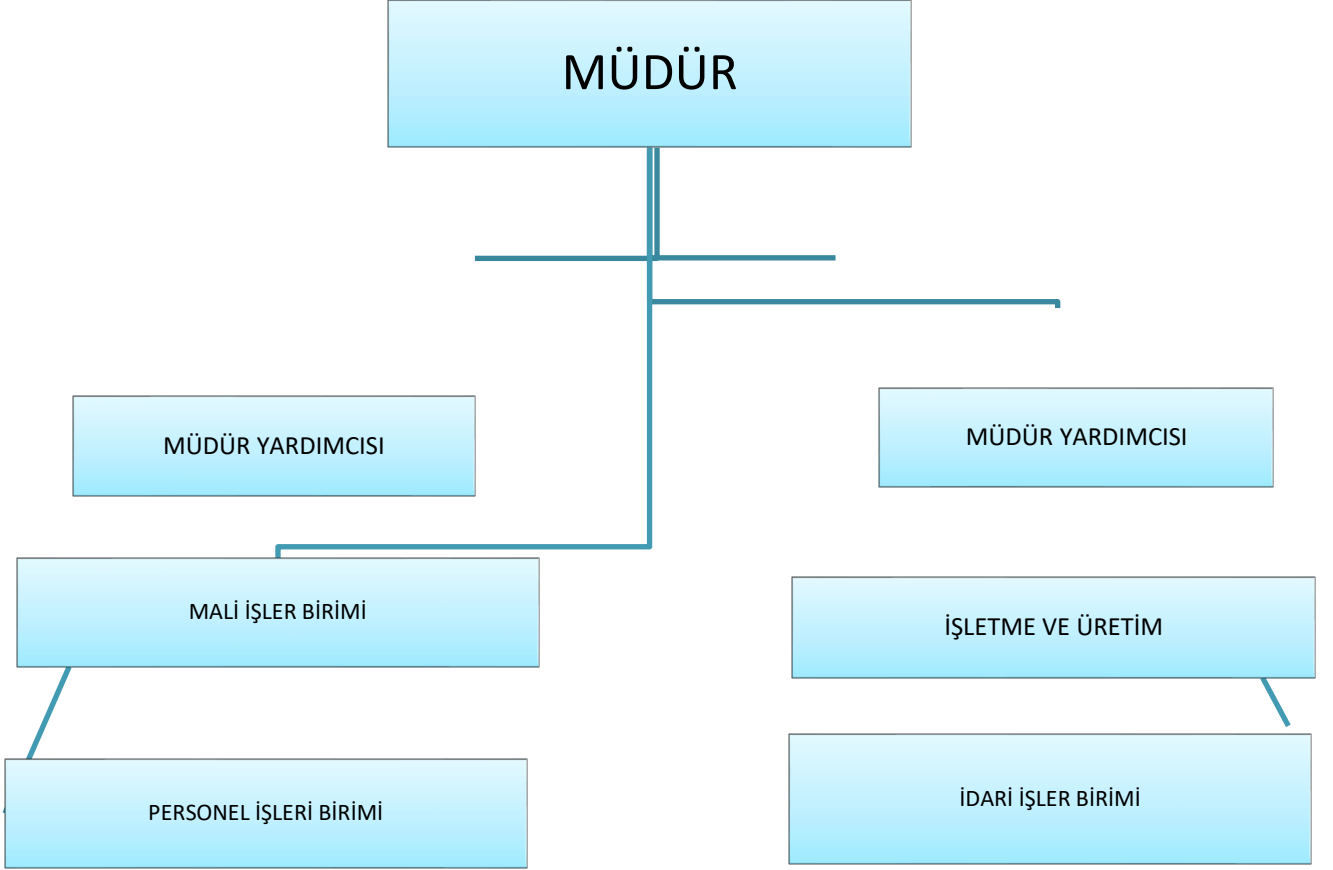 MÜDÜR
MÜDÜR YARDIMCISI
MÜDÜR YARDIMCISI
MALİ İŞLER BİRİMİ
İŞLETME VE ÜRETİM
PERSONEL İŞLERİ BİRİMİ
İDARİ İŞLER BİRİMİ